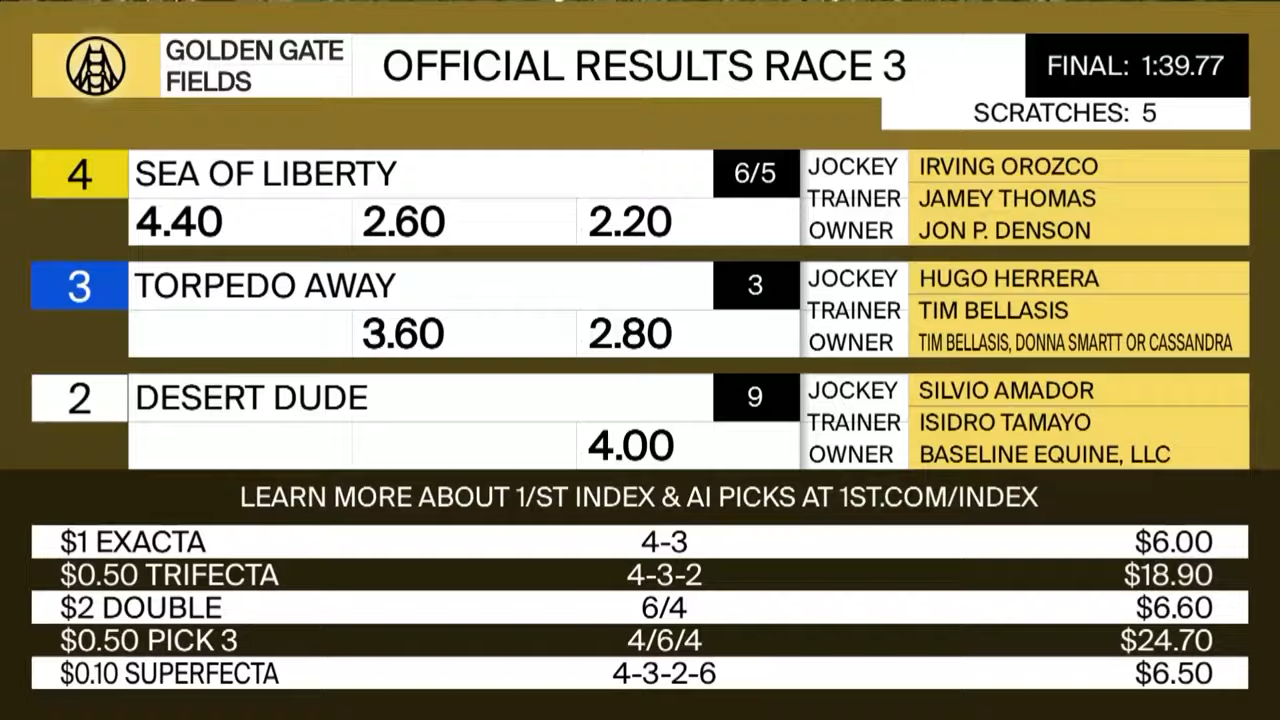 GOLDEN GATE
FIELDS
OFFICIAL RESULTS RACE 3
FINAL: 1:39.77
SCRATCHES: 5
4 SEA OF LIBERTY 6/5
4.40 2.60 2.20
JOCKEY IRVING OROZCO
TRAINER JAMEY THOMAS
OWNER JON P. DENSON
3 TORPEDO AWAY 3
3.60 2.80
JOCKEY HUGO HERRERA
TRAINER TIM BELLASIS
OWNER TIM BELLASIS, DONNA SMARTT OR CASSANDRA
2 DESERT DUDE 9
4.00
JOCKEY SILVIO AMADOR
TRAINER ISIDRO TAMAYO
OWNER BASELINE EQUINE, LLC
LEARN MORE ABOUT 1/ST INDEX & AI PICKS AT 1ST.COM/INDEX
$1 EXACTA 4-3 $6.00
$0.50 TRIFECTA 4-3-2 $18.90
$2 DOUBLE 6/4 $6.60
$0.50 PICK 3 4/6/4 $24.70
$0.10 SUPERFECTA 4-3-2-6 $6.50